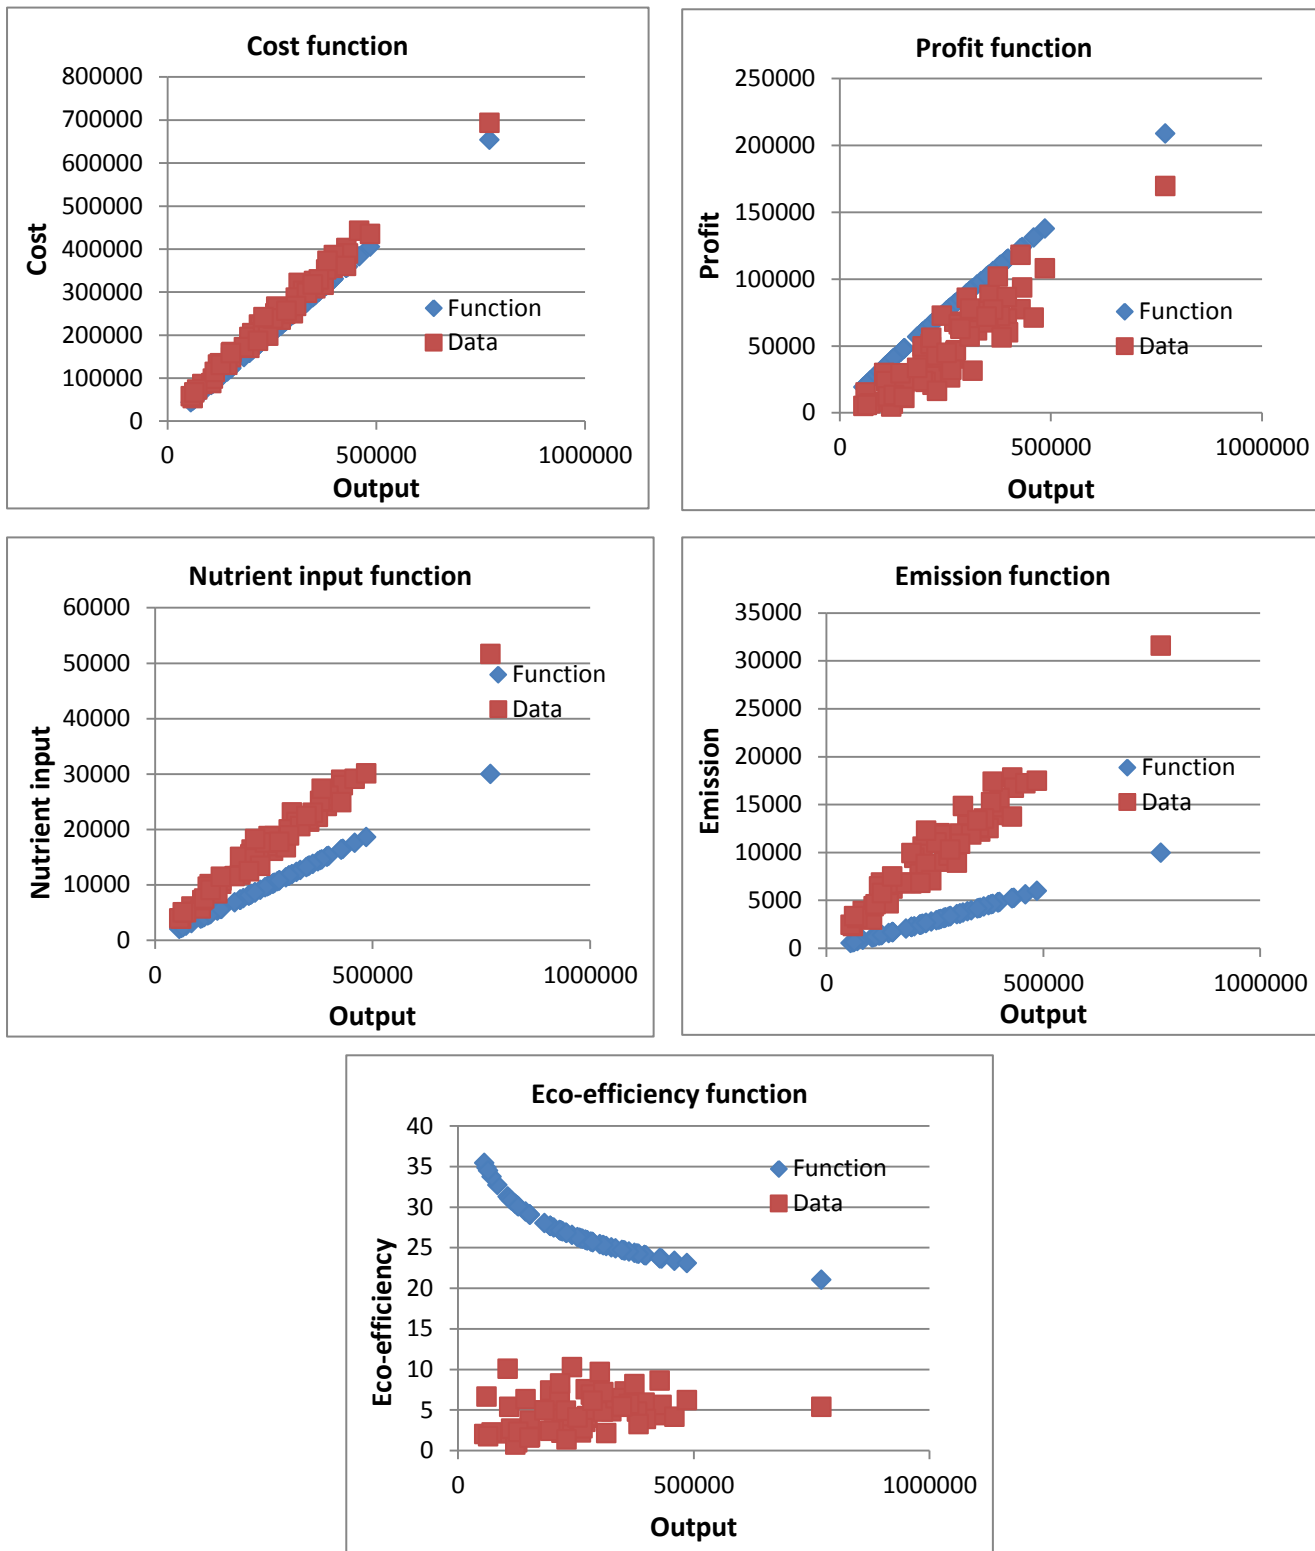 Cost function
800000
700000
600000
500000
400000
300000
200000
100000
0
Cost
Function
Data
0 500000 1000000
Output
Profit function
250000
200000
150000
100000
50000
0
Profit
Function
Data
0 500000 1000000
Output
Nutrient input function
60000
50000
40000
30000
20000
10000
0
Nutrient input
Function
Data
0 500000 1000000
Output
Emission function
35000
30000
25000
20000
15000
10000
5000
0
Emission
Function
Data
0 500000 1000000
Output
Eco-efficiency function
40
35
30
25
20
15
10
5
0
Eco-efficiency
Function
Data
0 500000 1000000
Output